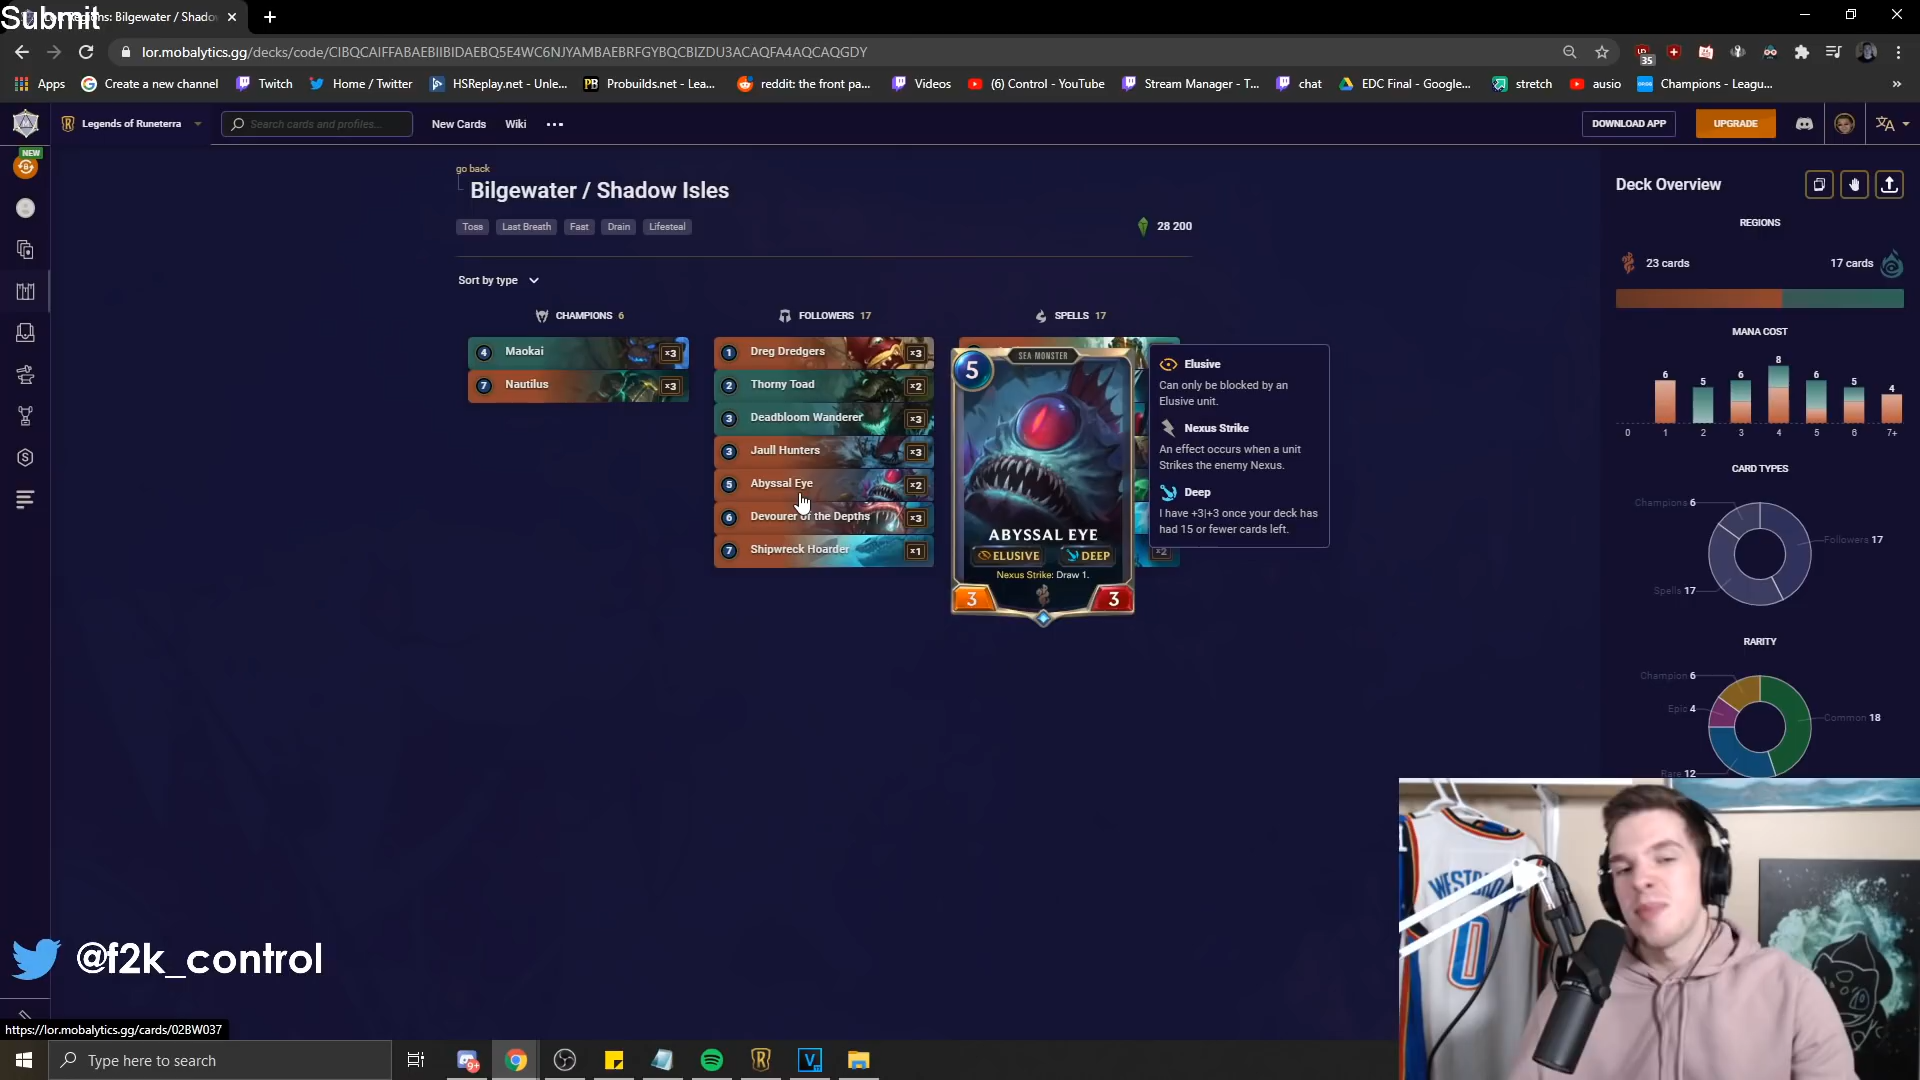 Submit
LoR Regions: Bilgewater / Shado
lor.mobalytics.gg/decks/code/CIBQCAIFFABAEBIIBIDAEBQ5E4WC6NJYAMBAEBRFGYBQCBIZDU3ACAQFA4AQCAQGDY
35
Apps
Create a new channel
Twitch
Home / Twitter
HSReplay.net - Unle...
Probuilds.net - Lea...
reddit: the front pa...
Videos
(6) Control - YouTube
Stream Manager - T...
chat
EDC Final - Google...
stretch
ausio
Champions - Leagu...
»
Legends of Runeterra
Search cards and profiles...
New Cards
Wiki
DOWNLOAD APP
UPGRADE
NEW
go back
Bilgewater / Shadow Isles
Toss
Last Breath
Fast
Drain
Lifesteal
28 200
Sort by type
CHAMPIONS 6
4 Maokai x3
7 Nautilus x3
FOLLOWERS 17
1 Dreg Dredgers x3
2 Thorny Toad x2
3 Deadbloom Wanderer x3
3 Jaull Hunters x3
5 Abyssal Eye x2
6 Devourer of the Depths x3
7 Shipwreck Hoarder x1
SPELLS 17
x2
5
SEA MONSTER
ABYSSAL EYE
ELUSIVE
DEEP
Nexus Strike: Draw 1.
3
3
Elusive
Can only be blocked by an
Elusive unit.
Nexus Strike
An effect occurs when a unit
Strikes the enemy Nexus.
Deep
I have +3|+3 once your deck has
had 15 or fewer cards left.
Deck Overview
REGIONS
23 cards
17 cards
MANA COST
6 5 6 8 6 5 4
0 1 2 3 4 5 6 7+
CARD TYPES
Champions 6
Followers 17
Spells 17
RARITY
Champion 6
Epic 4
Common 18
Rare 12
WESTBROOK
0
@f2k_control
https://lor.mobalytics.gg/cards/02BW037
Type here to search
9+